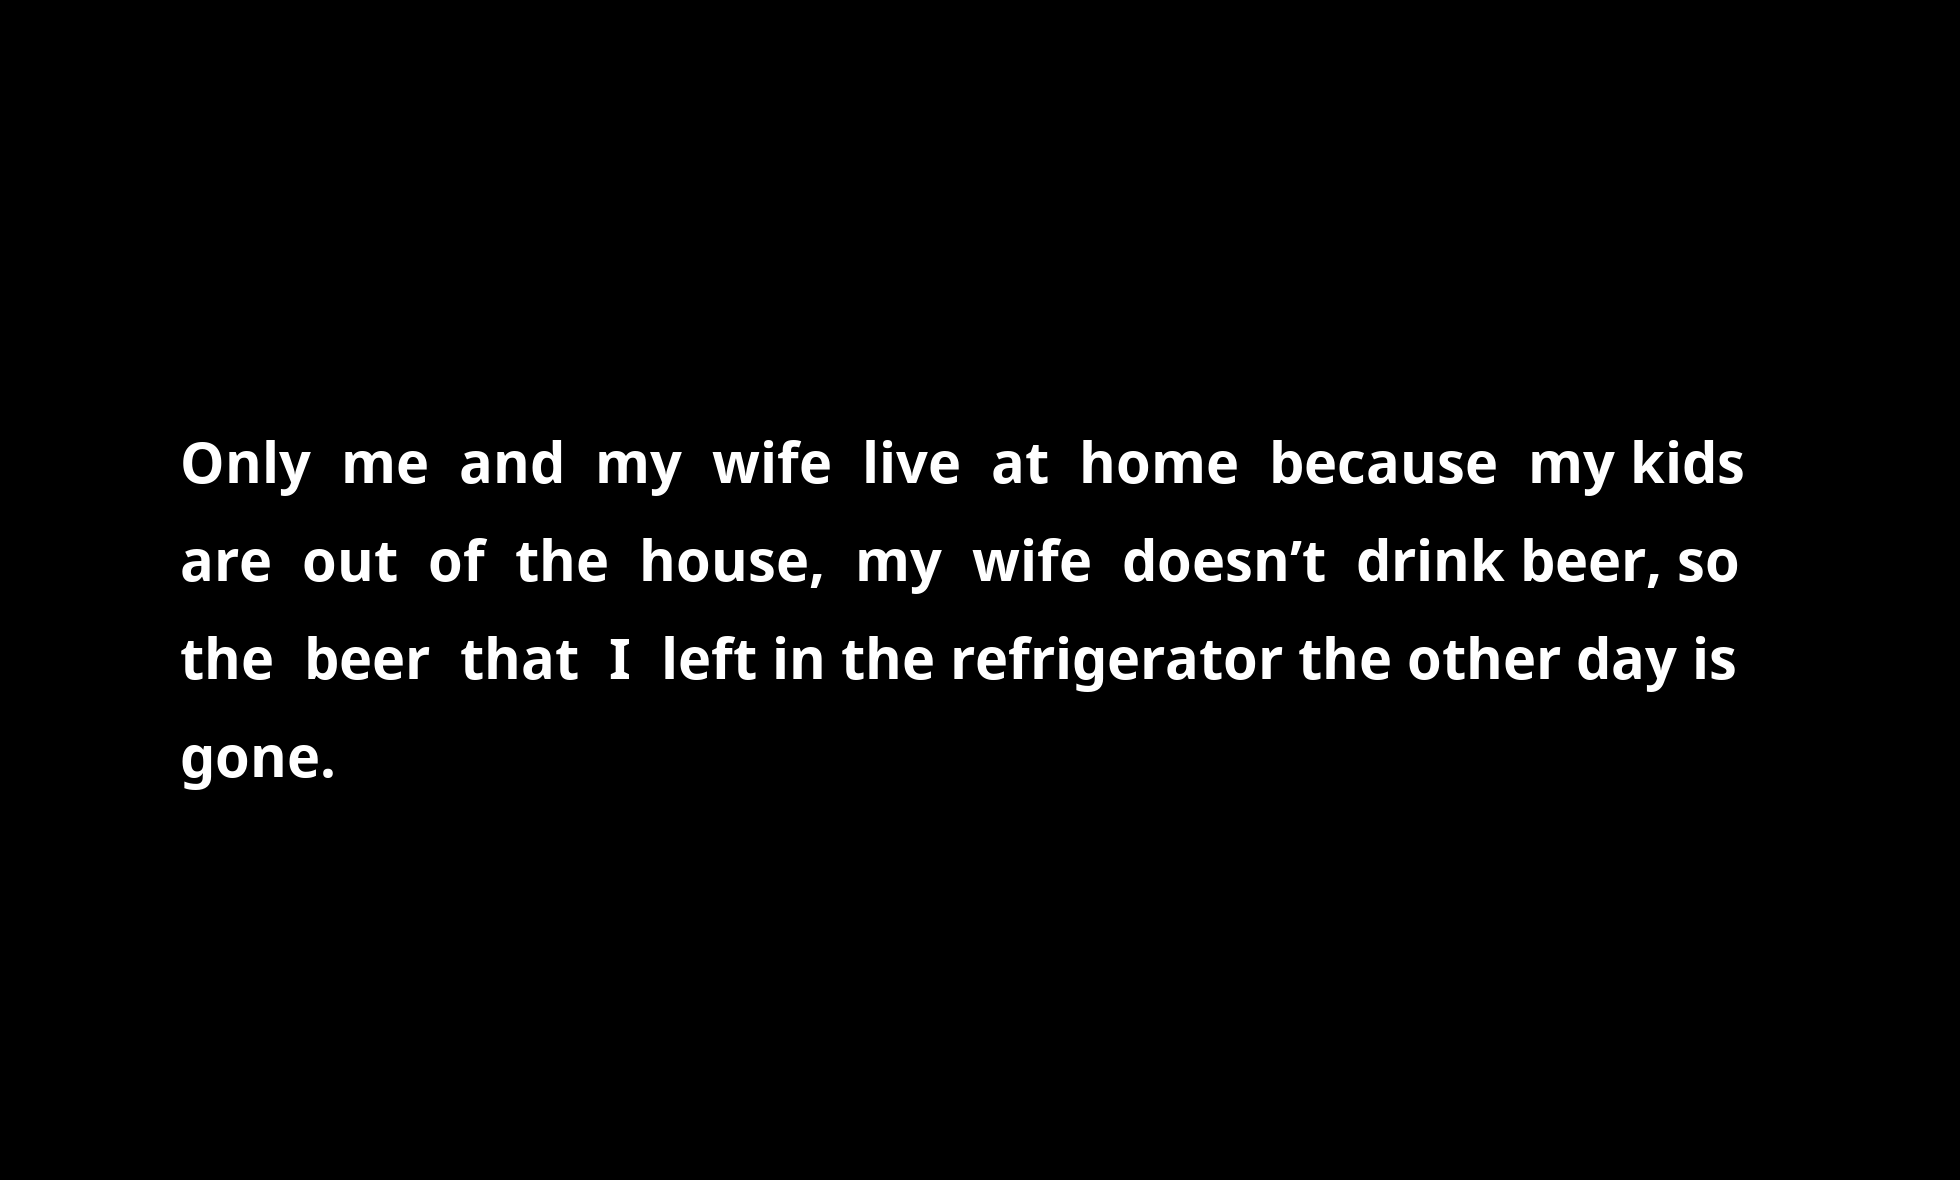 Only me and my wife live at home because my kids
are out of the house, my wife doesn’t drink beer, so
the beer that I left in the refrigerator the other day is
gone.